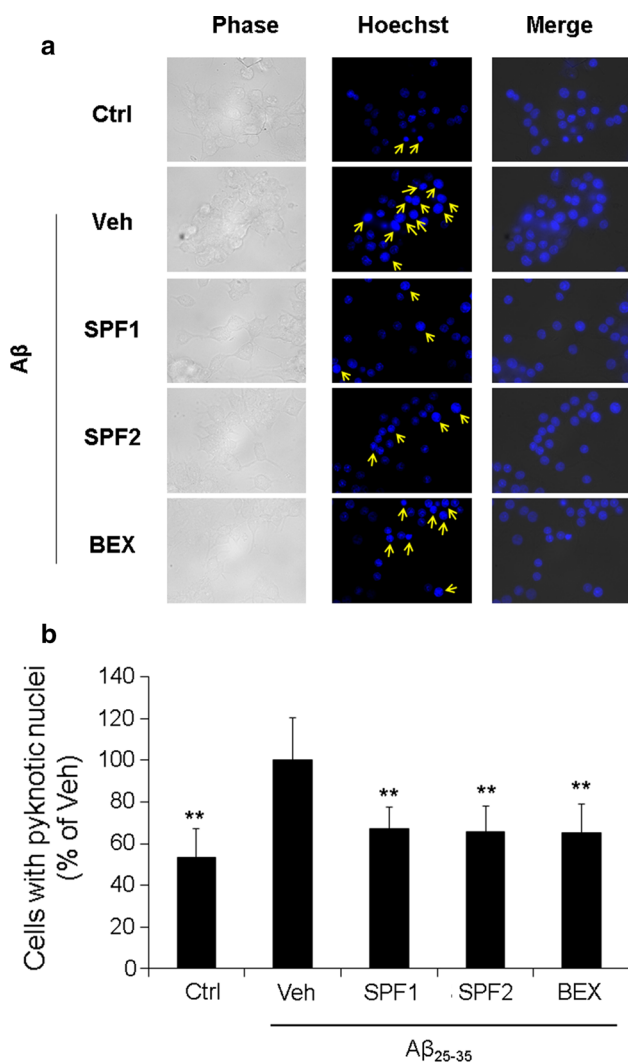 a
Phase Hoechst Merge
Ctrl
Veh
SPF1
SPF2
BEX
Aβ
b
Cells with pyknotic nuclei
(% of Veh)
140
120
100
80
60
40
20
0
**
**
**
**
Ctrl Veh SPF1 SPF2 BEX
Aβ25-35